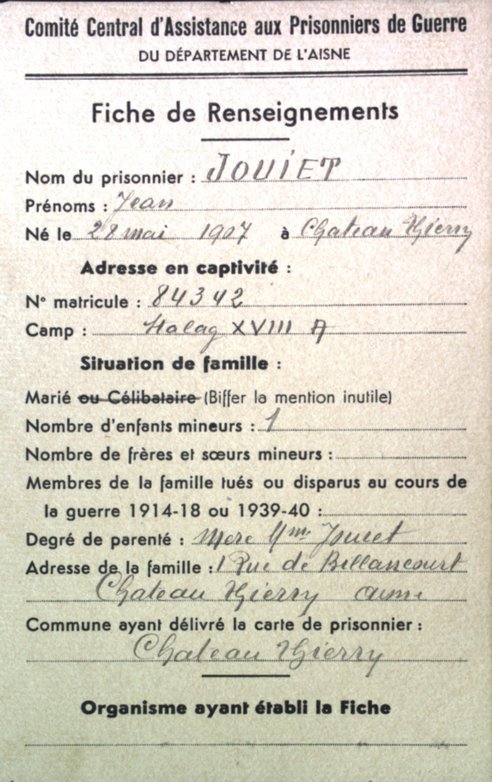 Comité Central d'Assistance aux Prisonniers de Guerre
DU DÉPARTEMENT DE L'AISNE
Fiche de Renseignements
Nom du prisonnier : JOUIET
Prénoms : Jean
Né le 28 mai 1907 à Chateau Thierry
Adresse en captivité :
N° matricule : 84342
Camp : Stalag XVIII A
Situation de famille :
Marié ou Célibataire (Biffer la mention inutile)
Nombre d'enfants mineurs : 1
Nombre de frères et sœurs mineurs :
Membres de la famille tués ou disparus au cours de
la guerre 1914-18 ou 1939-40 :
Degré de parenté : Mere Mme Jouiet
Adresse de la famille : 1 Rue de Billancourt
Chateau Thierry
Commune ayant délivré la carte de prisonnier :
Chateau Thierry
Organisme ayant établi la Fiche